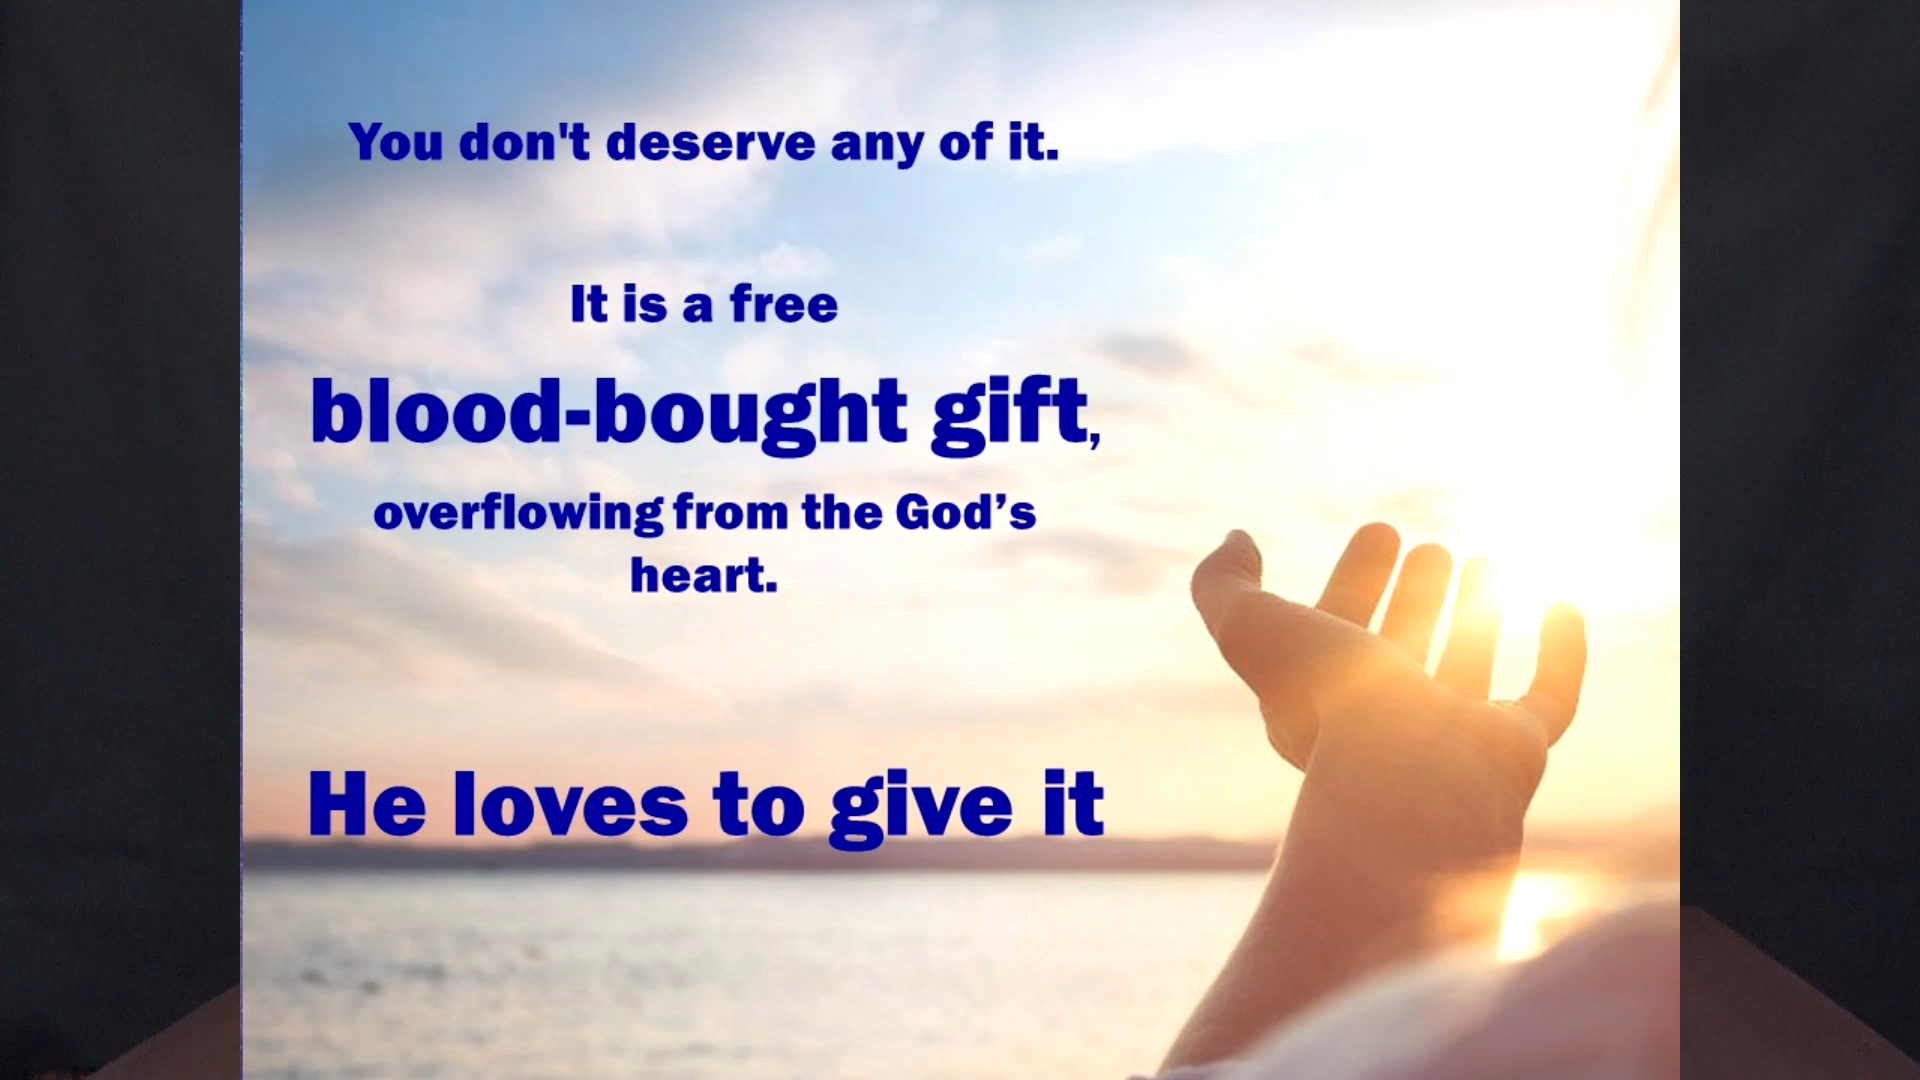 You don't deserve any of it.
It is a free
blood-bought gift,
overflowing from the God’s
heart.
He loves to give it